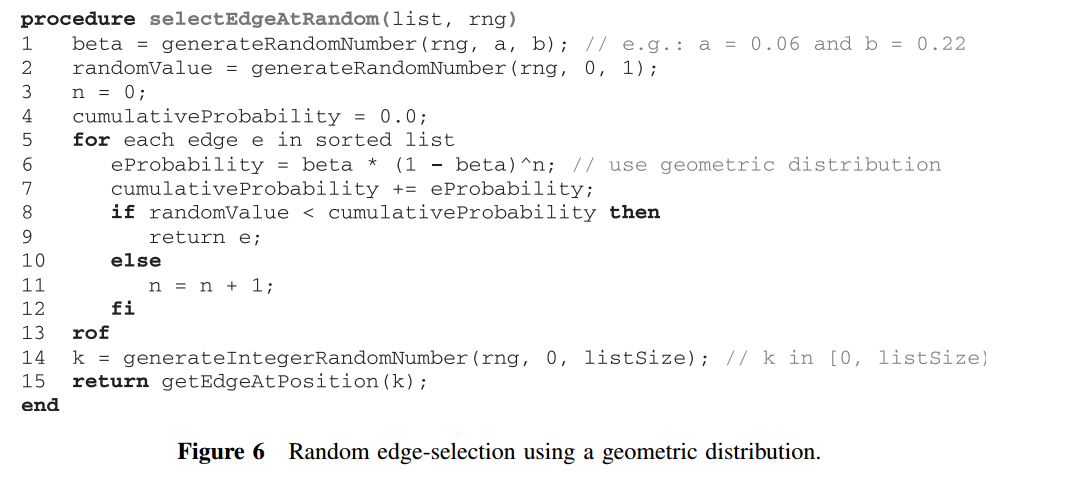 procedure selectEdgeAtRandom(list, rng)
1 beta = generateRandomNumber(rng, a, b); // e.g.: a = 0.06 and b = 0.22
2 randomValue = generateRandomNumber(rng, 0, 1);
3 n = 0;
4 cumulativeProbability = 0.0;
5 for each edge e in sorted list
6 eProbability = beta * (1 - beta)^n; // use geometric distribution
7 cumulativeProbability += eProbability;
8 if randomValue < cumulativeProbability then
9 return e;
10 else
11 n = n + 1;
12 fi
13 rof
14 k = generateIntegerRandomNumber(rng, 0, listSize); // k in [0, listSize)
15 return getEdgeAtPosition(k);
end
Figure 6 Random edge-selection using a geometric distribution.